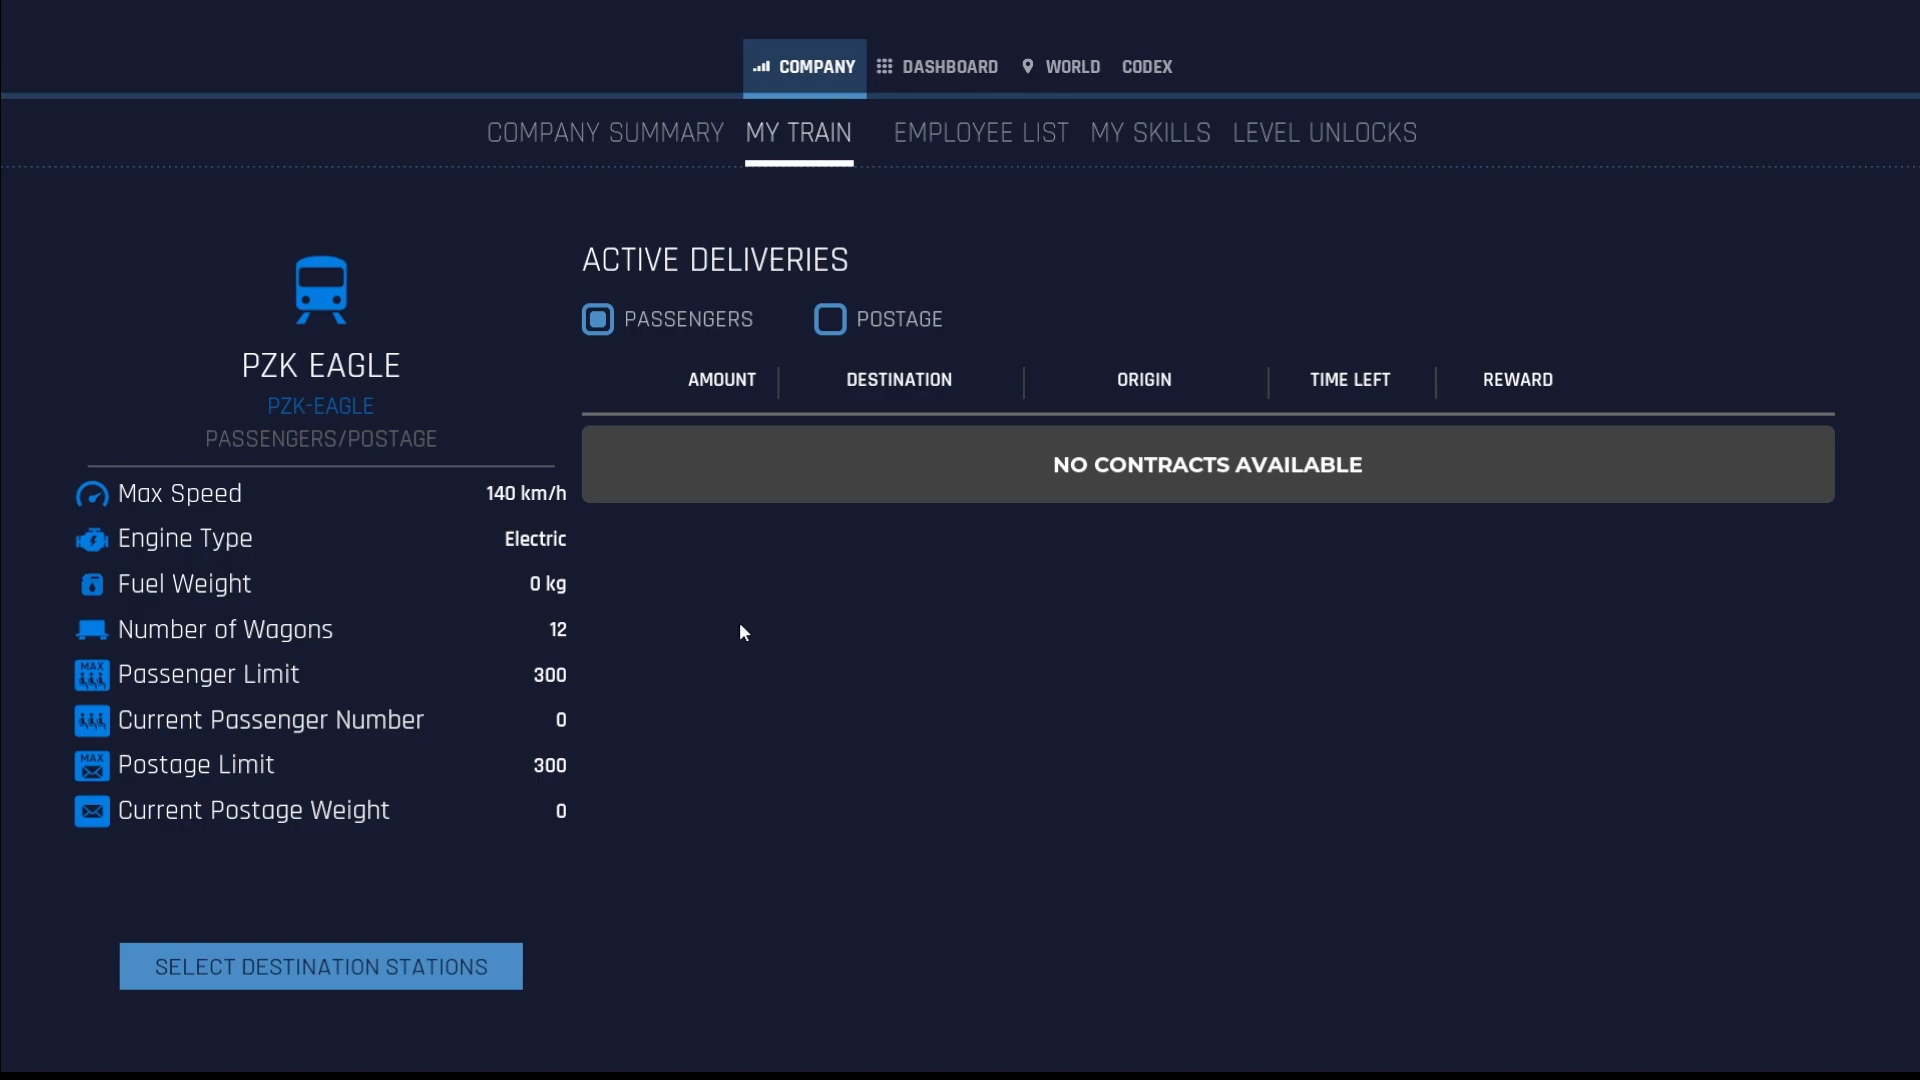 COMPANY DASHBOARD WORLD CODEX
COMPANY SUMMARY MY TRAIN EMPLOYEE LIST MY SKILLS LEVEL UNLOCKS
PZK EAGLE
PZK-EAGLE
PASSENGERS/POSTAGE
Max Speed 140 km/h
Engine Type Electric
Fuel Weight 0 kg
Number of Wagons 12
MAX
Passenger Limit 300
Current Passenger Number 0
MAX
Postage Limit 300
Current Postage Weight 0
SELECT DESTINATION STATIONS
ACTIVE DELIVERIES
PASSENGERS POSTAGE
AMOUNT DESTINATION ORIGIN TIME LEFT REWARD
NO CONTRACTS AVAILABLE